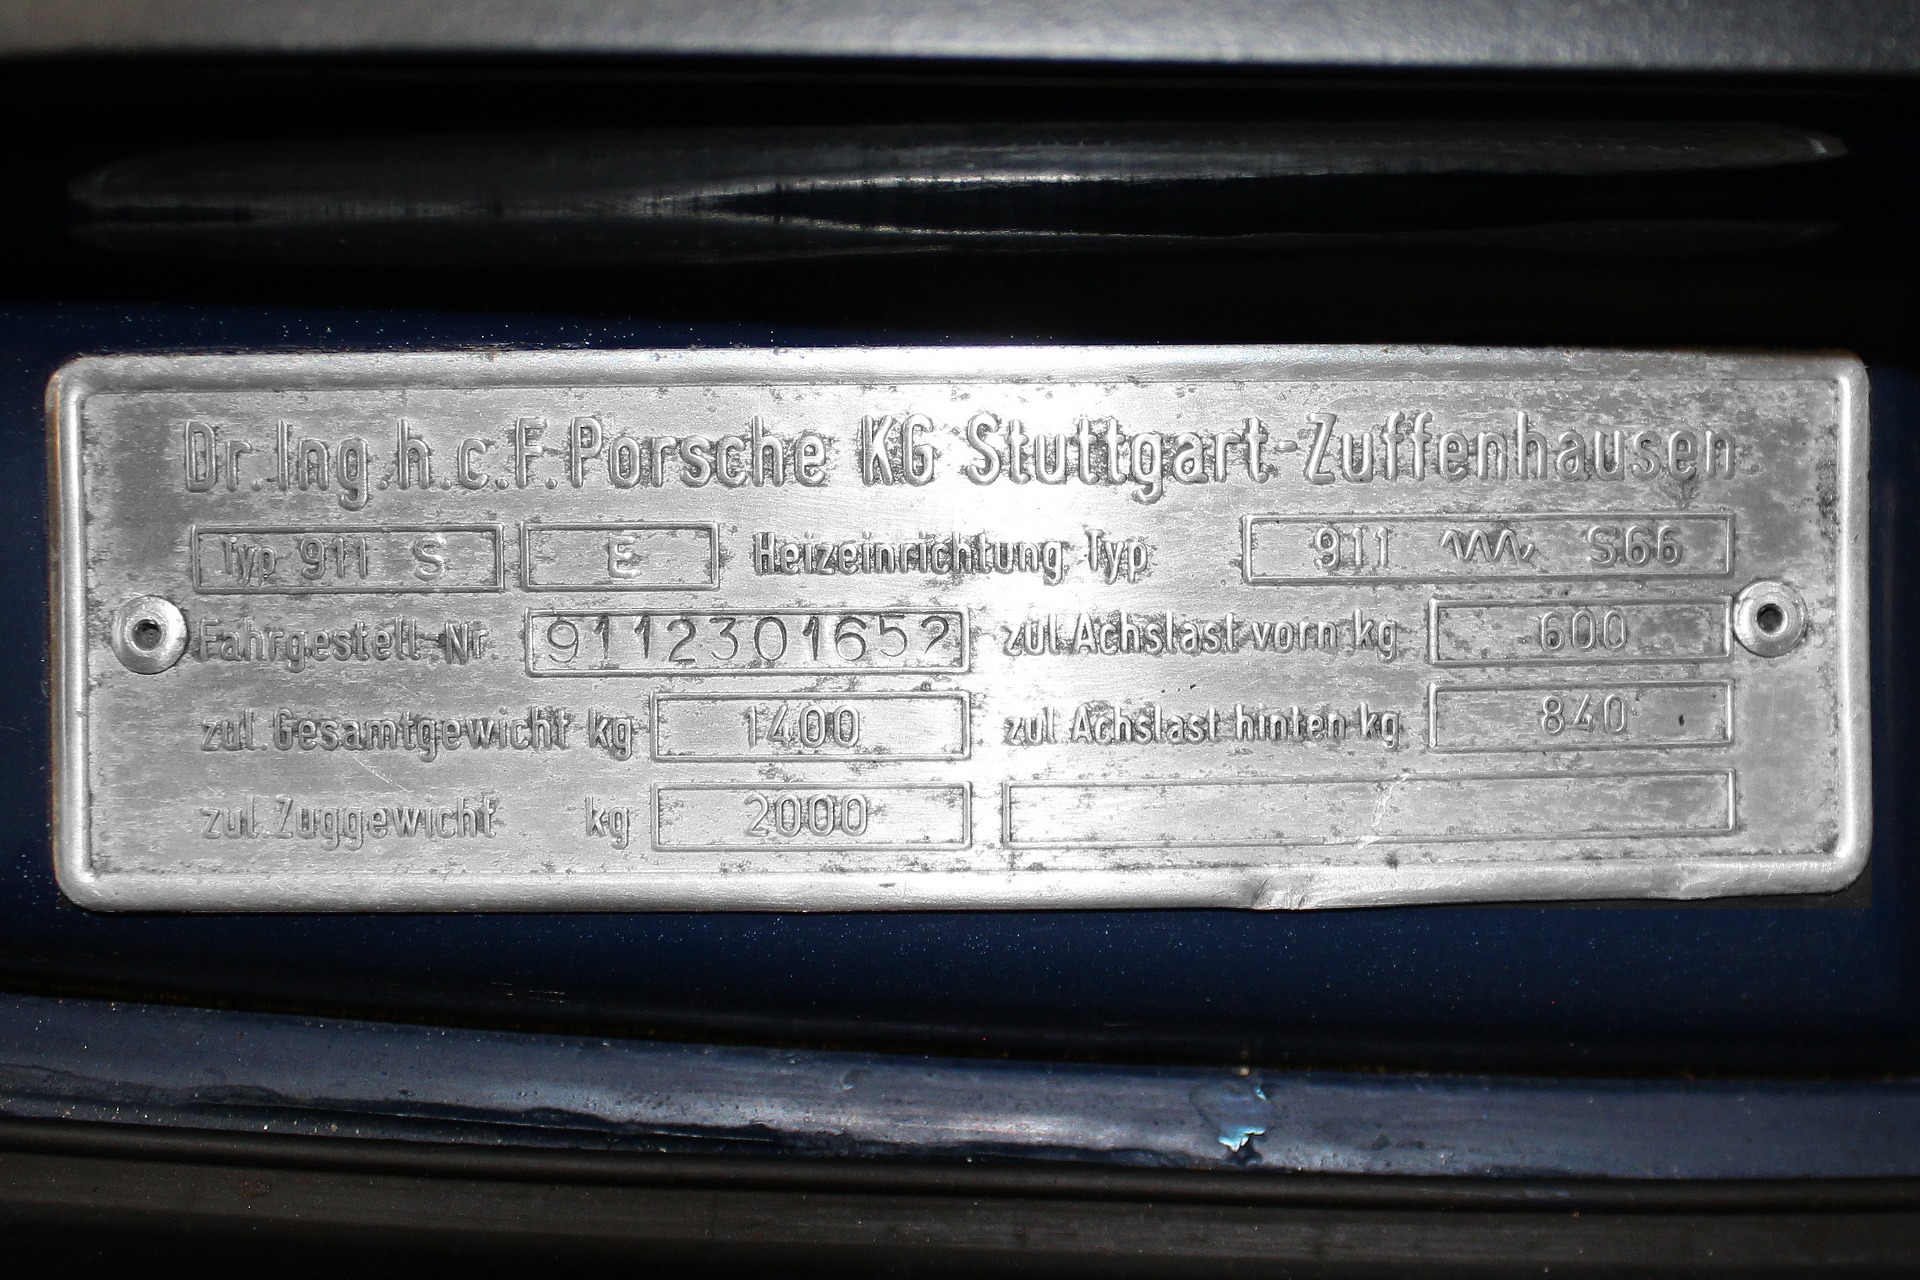 Dr. Ing. h.c. F. Porsche KG Stuttgart-Zuffenhausen
Typ 911 S E Heizeinrichtung Typ 911 S66
Fahrgestell Nr. 9112301652 zul. Achslast vorn kg 600
zul. Gesamtgewicht kg 1400 zul. Achslast hinten kg 840
zul. Zuggewicht kg 2000